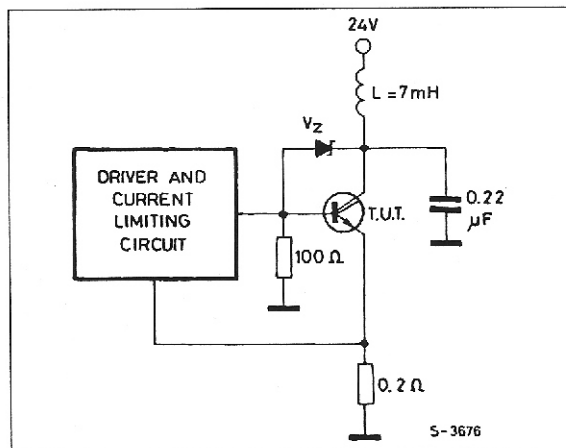 24V
L = 7mH
Vz
DRIVER AND
CURRENT
LIMITING
CIRCUIT
T.U.T.
0.22
µF
100 Ω
0.2 Ω
S-3676